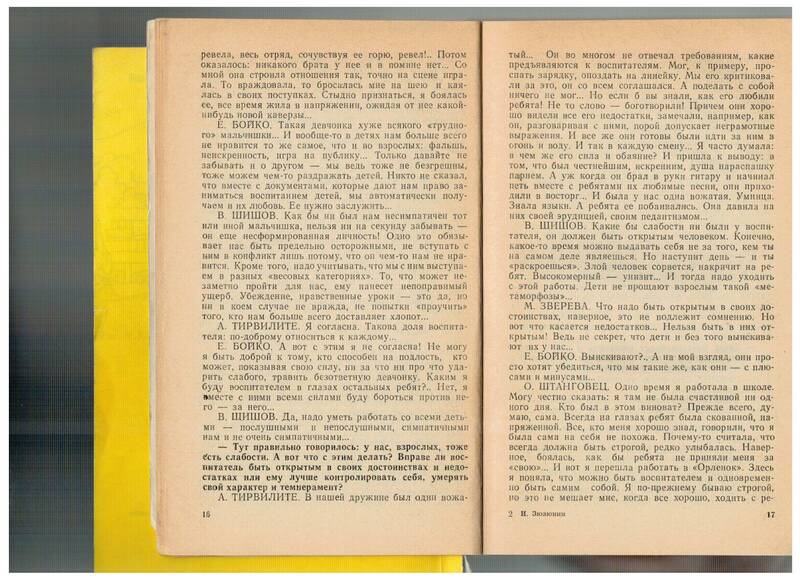 ревела, весь отряд, сочувствуя ее горю, ревел!.. Потом
оказалось: никакого брата у нее и в помине нет... Со
мной она строила отношения так, точно на сцене игра-
ла. То враждовала, то бросалась мне на шею и кая-
лась в своих поступках. Стыдно признаться, я боялась
ее, все время жила в напряжении, ожидая от нее какой-
нибудь новой каверзы...
Е. БОЙКО. Такая девчонка хуже всякого «трудно-
го» мальчишки... И вообще-то в детях нам больше всего
не нравится то же самое, что и во взрослых: фальшь,
неискренность, игра на публику... Только давайте не
забывать и о другом — мы ведь тоже не безгрешны,
тоже можем чем-то раздражать детей. Никто не сказал,
что вместе с документами, которые дают нам право за-
ниматься воспитанием детей, мы автоматически получа-
ем и их любовь. Ее нужно заслужить...
В. ШИШОВ. Как бы ни был нам несимпатичен тот
или иной мальчишка, нельзя ни на секунду забывать —
он еще несформированная личность! Одно это обязы-
вает нас быть предельно осторожными, не вступать с
ним в конфликт лишь потому, что он чем-то нам не нра-
вится. Кроме того, надо учитывать, что мы с ним выступа-
ем в разных «весовых категориях». То, что может не-
заметно пройти для нас, ему нанесет непоправимый
ущерб. Убеждение, нравственные уроки — это да, но
ни в коем случае не вражда, не попытки «проучить»
того, кто нам больше всего доставляет хлопот...
А. ТИРВИЛИТЕ. Я согласна. Такова доля воспита-
теля: по-доброму относиться к каждому...
Е. БОЙКО. А вот с этим я не согласна! Не могу
я быть доброй к тому, кто способен на подлость, кто
может, показывая свою силу, ни за что ни про что уда-
рить слабого, травить безответную девчонку. Каким я
буду воспитателем в глазах остальных ребят?.. Нет, я
вместе с ними всеми силами буду бороться против не-
го — за него...
В. ШИШОВ. Да, надо уметь работать со всеми деть-
ми — послушными и непослушными, симпатичными
нам и не очень симпатичными...
— Тут правильно говорилось: у нас, взрослых, тоже
есть слабости. А вот что с этим делать? Вправе ли вос-
питатель быть открытым в своих достоинствах и недо-
статках или ему лучше контролировать себя, умерять
свой характер и темперамент?
А. ТИРВИЛИТЕ. В нашей дружине был один вожа-
16
тый... Он во многом не отвечал требованиям, какие
предъявляются к воспитателям. Мог, к примеру, про-
спать зарядку, опоздать на линейку. Мы его критикова-
ли за это, он со всем соглашался. А поделать с собой
ничего не мог... Но если б вы знали, как его любили
ребята! Не то слово — боготворили! Причем они хоро-
шо видели все его недостатки, замечали, например, как
он, разговаривая с ними, порой допускает неграмотные
выражения. И все же они готовы были идти за ним в
огонь и воду. И так в каждую смену... Я часто думала:
в чем же его сила и обаяние? И пришла к выводу: в
том, что был честнейшим, искренним, душа нараспашку
парнем. А уж когда он брал в руки гитару и начинал
петь вместе с ребятами их любимые песни, они прихо-
дили в восторг... И была у нас одна вожатая. Умница.
Знала языки. А ребята ее побаивались. Она давила на
них своей эрудицией, своим педантизмом...
В. ШИШОВ. Какие бы слабости ни были у воспи-
теля, он должен быть открытым человеком. Конечно,
какое-то время можно выдавать себя не за того, кем ты
на самом деле являешься. Но наступит день — и ты
«раскроешься». Злой человек сорвется, накричит на ре-
бят. Высокомерный — унизит... И тогда надо уходить
с этой работы. Дети не прощают взрослым такой «ме-
таморфозы»...
М. ЗВЕРЕВА. Что надо быть открытым в своих до-
стоинствах, наверное, это не подлежит сомнению. Но
вот что касается недостатков... Нельзя быть в них от-
крытым! Ведь не секрет, что дети и без того выискива-
ют их у нас...
Е. БОЙКО. Выискивают?.. А на мой взгляд, они про-
сто хотят убедиться, что мы такие же, как они — с плю-
сами и минусами...
О. ШТАНГОВЕЦ. Одно время я работала в школе.
Могу честно сказать: я там не была счастливой ни од-
ного дня. Кто был в этом виноват? Прежде всего, ду-
маю, сама. Всегда на глазах ребят была скованной, на-
пряженной. Все, кто меня хорошо знал, говорили, что я
была сама на себя не похожа. Почему-то считала, что
всегда должна быть строгой, редко улыбалась. Навер-
ное, боялась, как бы ребята не приняли меня за
«свою»... И вот я перешла работать в «Орленок». Здесь
я поняла, что можно быть воспитателем и одновремен-
но быть самим собой. Я по-прежнему бываю строгой,
но это не мешает мне, когда все хорошо, ходить с ре-
2 И. Зюзюкин
17